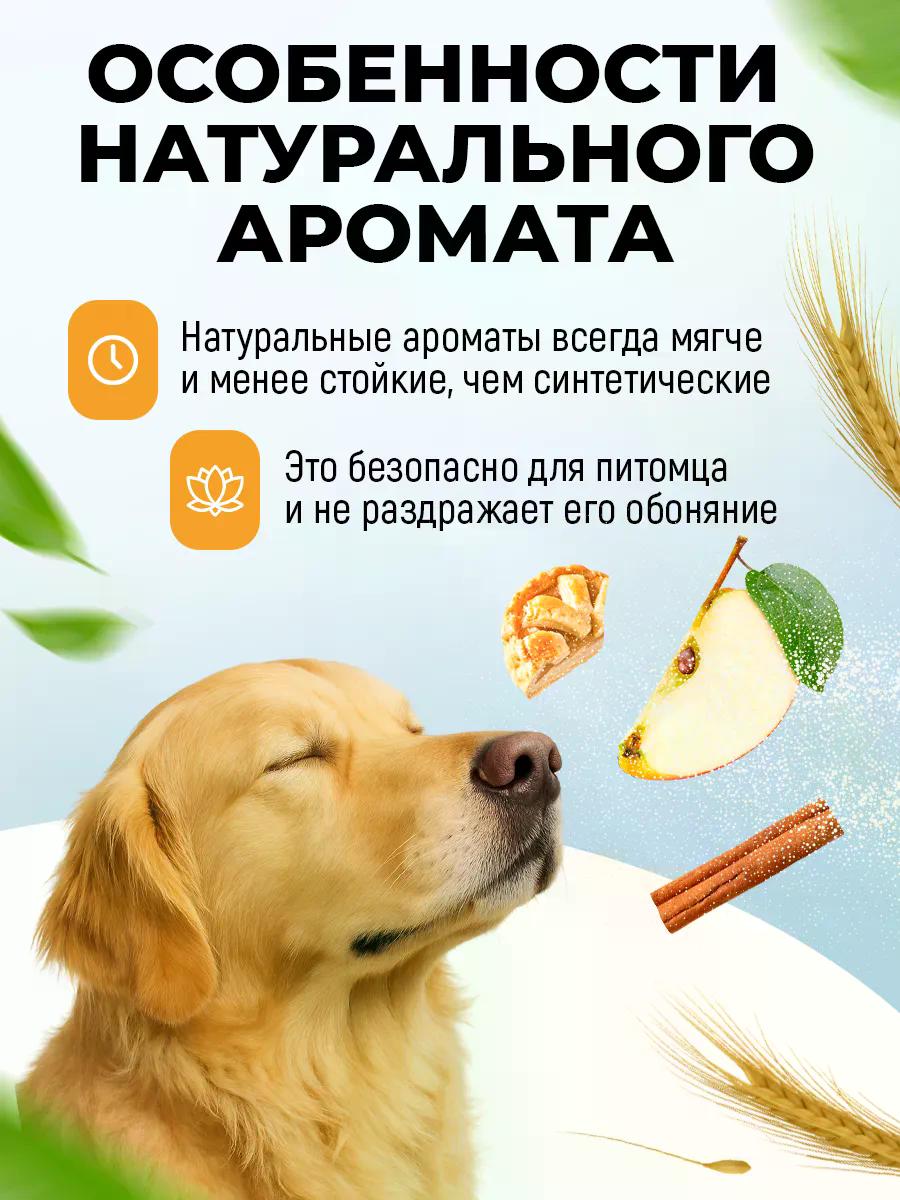 ОСОБЕННОСТИ
НАТУРАЛЬНОГО
АРОМАТА
Натуральные ароматы всегда мягче
и менее стойкие, чем синтетические
Это безопасно для питомца
и не раздражает его обоняние